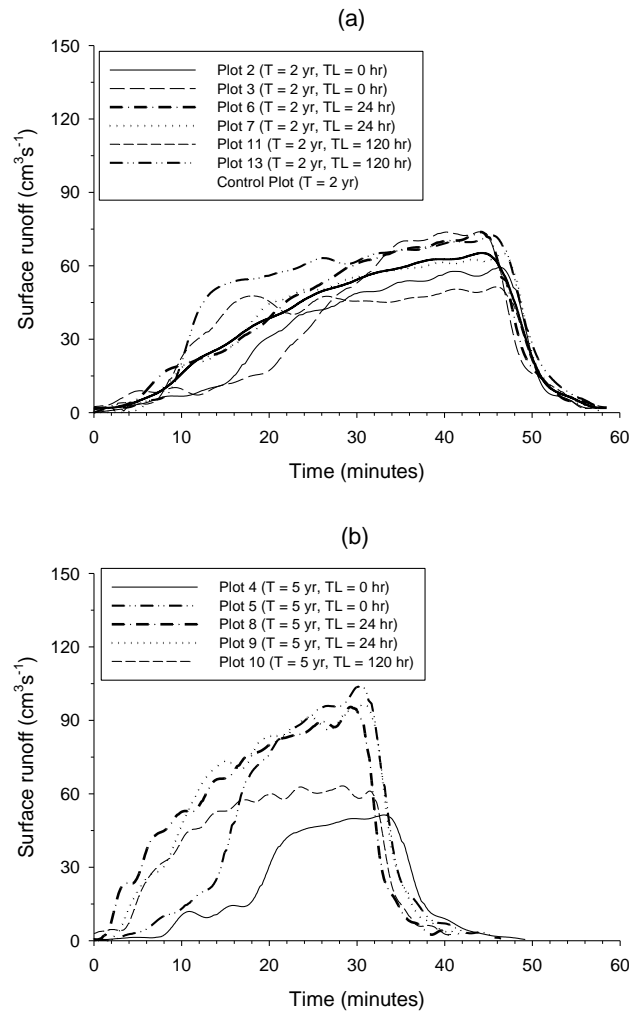 (a)
150
120
90
60
30
0
Surface runoff (cm³s⁻¹)
Plot 2 (T = 2 yr, TL = 0 hr)
Plot 3 (T = 2 yr, TL = 0 hr)
Plot 6 (T = 2 yr, TL = 24 hr)
Plot 7 (T = 2 yr, TL = 24 hr)
Plot 11 (T = 2 yr, TL = 120 hr)
Plot 13 (T = 2 yr, TL = 120 hr)
Control Plot (T = 2 yr)
0 10 20 30 40 50 60
Time (minutes)
(b)
150
120
90
60
30
0
Surface runoff (cm³s⁻¹)
Plot 4 (T = 5 yr, TL = 0 hr)
Plot 5 (T = 5 yr, TL = 0 hr)
Plot 8 (T = 5 yr, TL = 24 hr)
Plot 9 (T = 5 yr, TL = 24 hr)
Plot 10 (T = 5 yr, TL = 120 hr)
0 10 20 30 40 50 60
Time (minutes)